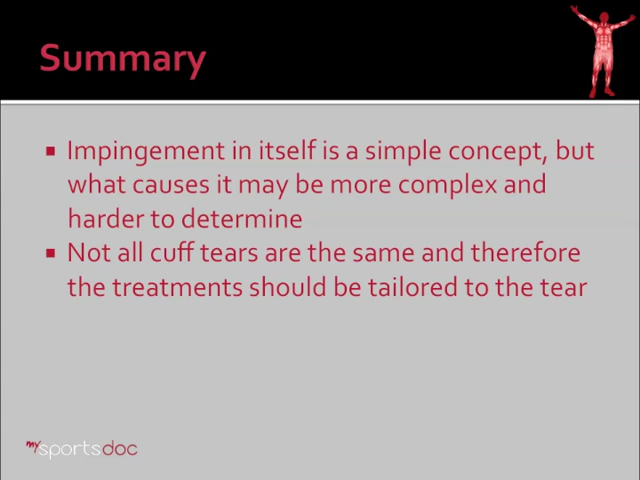 Summary
▪ Impingement in itself is a simple concept, but
what causes it may be more complex and
harder to determine
▪ Not all cuff tears are the same and therefore
the treatments should be tailored to the tear
mysportsdoc